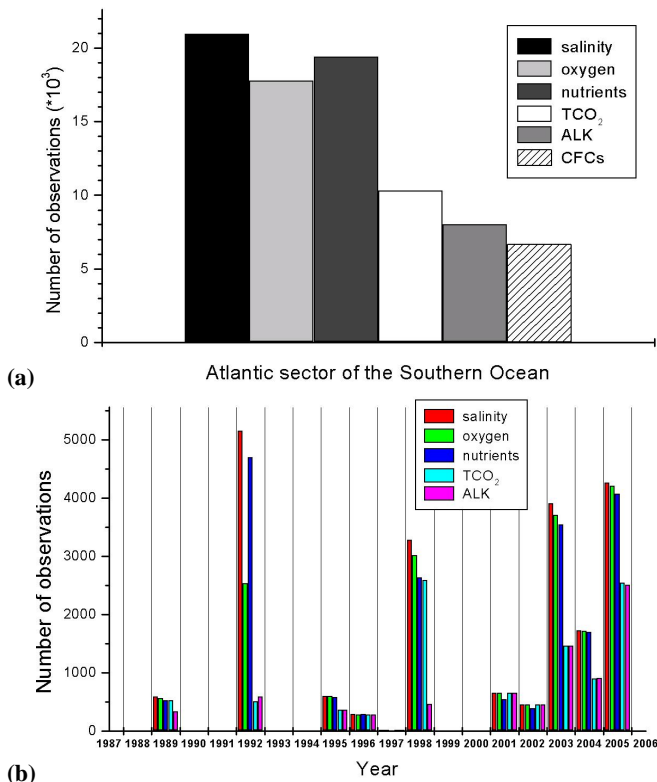 Number of observations (*10³)
20
15
10
5
0
salinity
oxygen
nutrients
TCO₂
ALK
CFCs
(a)
Atlantic sector of the Southern Ocean
Number of observations
5000
4000
3000
2000
1000
0
salinity
oxygen
nutrients
TCO₂
ALK
1987 1988 1989 1990 1991 1992 1993 1994 1995 1996 1997 1998 1999 2000 2001 2002 2003 2004 2005 2006
(b)
Year